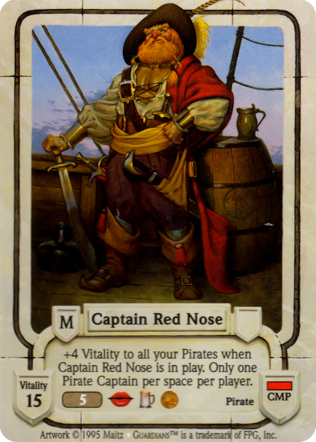 M
Captain Red Nose
+4 Vitality to all your Pirates when
Captain Red Nose is in play. Only one
Pirate Captain per space per player.
Vitality
15
5
Pirate
CMP
Artwork © 1995 Maitz • GUARDIANS™ is a trademark of FPG, Inc.